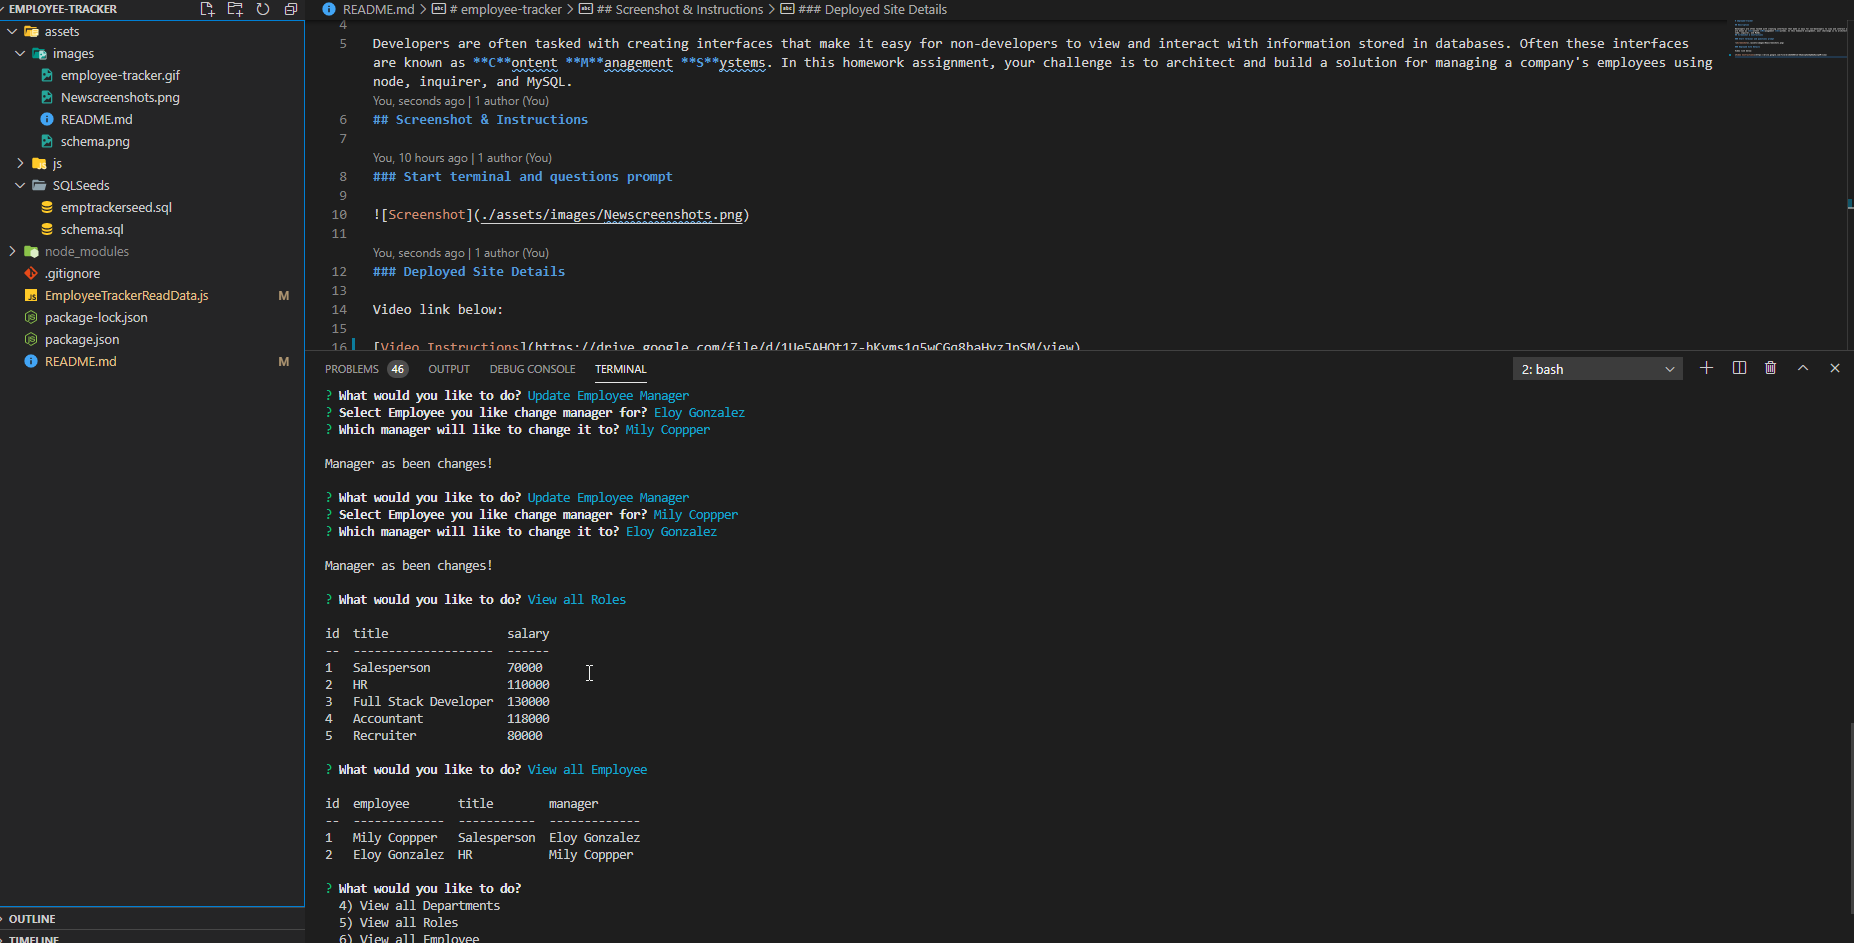 EMPLOYEE-TRACKER
assets
images
employee-tracker.gif
Newscreenshots.png
README.md
schema.png
js
SQLSeeds
emptrackerseed.sql
schema.sql
node_modules
.gitignore
EmployeeTrackerReadData.js M
package-lock.json
package.json
README.md M
OUTLINE
TIMELINE
README.md > # employee-tracker > ## Screenshot & Instructions > ### Deployed Site Details
4
5 Developers are often tasked with creating interfaces that make it easy for non-developers to view and interact with information stored in databases. Often these interfaces
are known as **C**ontent **M**anagement **S**ystems. In this homework assignment, your challenge is to architect and build a solution for managing a company's employees using
node, inquirer, and MySQL.
You, seconds ago | 1 author (You)
6 ## Screenshot & Instructions
7
You, 10 hours ago | 1 author (You)
8 ### Start terminal and questions prompt
9
10 ![Screenshot](./assets/images/Newscreenshots.png)
11
You, seconds ago | 1 author (You)
12 ### Deployed Site Details
13
14 Video link below:
15
16 [Video Instructions](https://drive.google.com/file/d/
PROBLEMS 46 OUTPUT DEBUG CONSOLE TERMINAL 2: bash
? What would you like to do? Update Employee Manager
? Select Employee you like change manager for? Eloy Gonzalez
? Which manager will like to change it to? Mily Coppper
Manager as been changes!
? What would you like to do? Update Employee Manager
? Select Employee you like change manager for? Mily Coppper
? Which manager will like to change it to? Eloy Gonzalez
Manager as been changes!
? What would you like to do? View all Roles
id title salary
-- -------------------- ------
1 Salesperson 70000
2 HR 110000
3 Full Stack Developer 130000
4 Accountant 118000
5 Recruiter 80000
? What would you like to do? View all Employee
id employee title manager
-- ------------- ----------- -------------
1 Mily Coppper Salesperson Eloy Gonzalez
2 Eloy Gonzalez HR Mily Coppper
? What would you like to do?
4) View all Departments
5) View all Roles
6) View all Employee